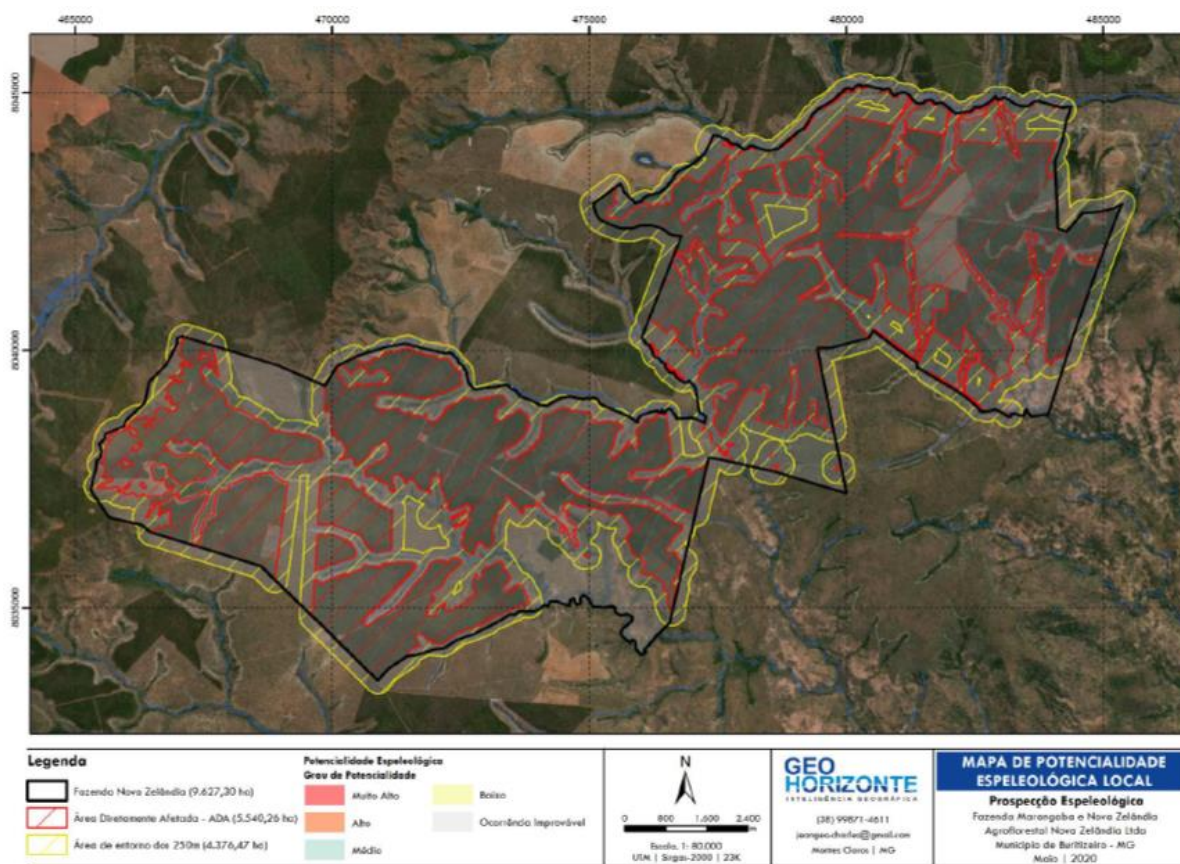 465000 470000 475000 480000 485000
8045000
8040000
8035000
Legenda
Fazenda Nova Zelândia (9.627,30 ha)
Área Diretamente Afetada - ADA (5.540,26 ha)
Área de entorno dos 250m (4.376,47 ha)
Potencialidade Espeleológica
Grau de Potencialidade
Muito Alto
Alto
Médio
Baixo
Ocorrência Improvável
N
0 800 1.600 2.400
Escala. 1: 80.000
UTM | Sirgas-2000 | 23K
GEO
HORIZONTE
INTELIGÊNCIA GEOGRÁFICA
(38) 99871-4611
jeangeo.charles@gmail.com
Montes Claros | MG
MAPA DE POTENCIALIDADE
ESPELEOLÓGICA LOCAL
Prospecção Espeleológica
Fazenda Marangaba e Nova Zelândia
Agroflorestal Nova Zelândia Ltda
Município de Buritizeiro - MG
Maio | 2020